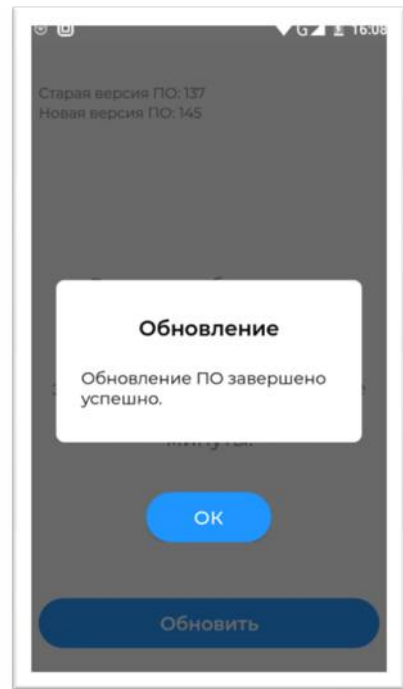 G 16:08
Старая версия ПО: 137
Новая версия ПО: 145
Обновление
Обновление ПО завершено
успешно.
минуты.
ОК
Обновить